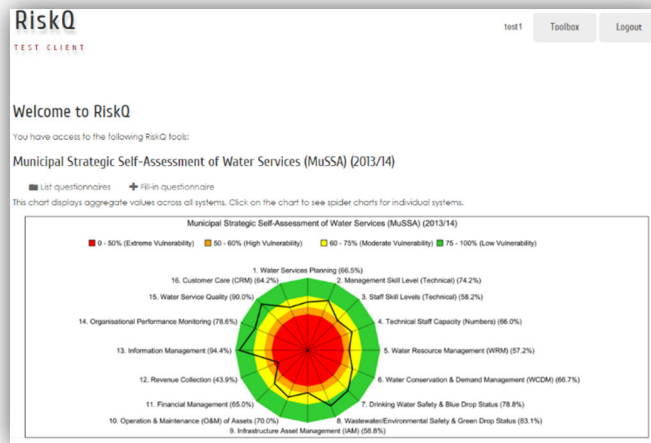 RiskQ
TEST CLIENT
test1 Toolbox Logout
Welcome to RiskQ
You have access to the following RiskQ tools:
Municipal Strategic Self-Assessment of Water Services (MuSSA) (2013/14)
List questionnaires Fill-in questionnaire
This chart displays aggregate values across all systems. Click on the chart to see spider charts for individual systems.
Municipal Strategic Self-Assessment of Water Services (MuSSA) (2013/14)
0 - 50% (Extreme Vulnerability) 50 - 60% (High Vulnerability) 60 - 75% (Moderate Vulnerability) 75 - 100% (Low Vulnerability)
1. Water Services Planning (66.5%)
16. Customer Care (CRM) (64.2%) 2. Management Skill Level (Technical) (74.2%)
15. Water Service Quality (90.0%) 3. Staff Skill Levels (Technical) (58.2%)
14. Organisational Performance Monitoring (78.6%) 4. Technical Staff Capacity (Numbers) (66.0%)
13. Information Management (94.4%) 5. Water Resource Management (WRM) (57.2%)
12. Revenue Collection (43.9%) 6. Water Conservation & Demand Management (WCDM) (66.7%)
11. Financial Management (65.0%) 7. Drinking Water Safety & Blue Drop Status (78.8%)
10. Operation & Maintenance (O&M) of Assets (70.0%) 8. Wastewater/Environmental Safety & Green Drop Status (83.1%)
9. Infrastructure Asset Management (IAM) (56.8%)